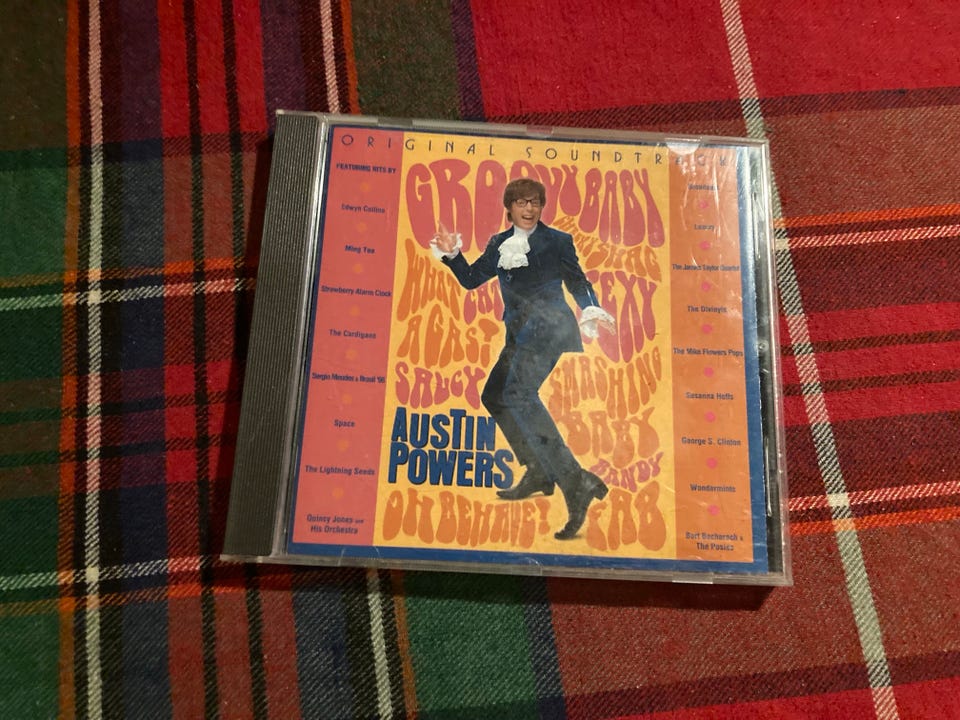 ORIGINAL SOUNDTRACK
FEATURING HITS BY
Edwyn Collins
Ming Tea
Strawberry Alarm Clock
The Cardigans
Sergio Mendes & Brasil '66
Space
The Lightning Seeds
Quincy Jones and
His Orchestra
GROOVY BABY
WHAT'S
A GAS!
SAUCY
SEXY
SMASHING
BABY
RANDY
AUSTIN
POWERS
OH BEHAVE!
FAB
Luxury
The James Taylor Quartet
The Divinyls
The Mike Flowers Pops
Susanna Hoffs
George S. Clinton
Wondermints
Burt Bacharach &
The Posies